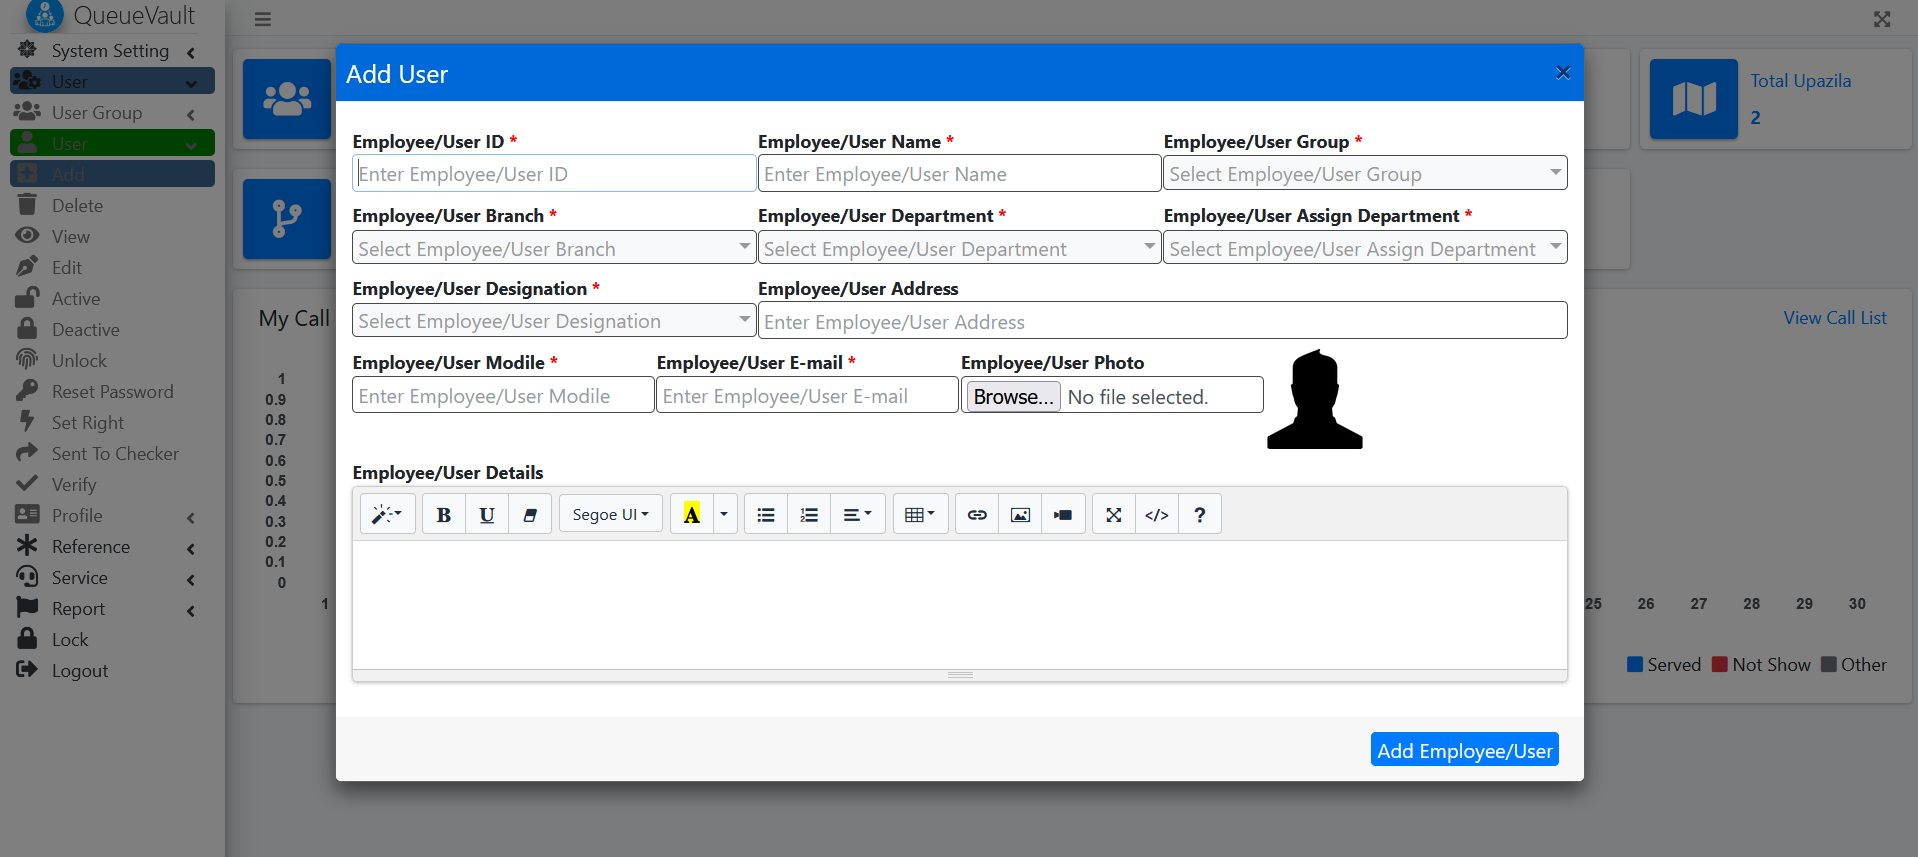 QueueVault
System Setting
User
User Group
User
Add
Delete
View
Edit
Active
Deactive
Unlock
Reset Password
Set Right
Sent To Checker
Verify
Profile
Reference
Service
Report
Lock
Logout
Total Upazila
2
My Call
View Call List
1
0.9
0.8
0.7
0.6
0.5
0.4
0.3
0.2
0.1
0
1 25 26 27 28 29 30
Served Not Show Other
Add User ×
Employee/User ID * Employee/User Name * Employee/User Group *
Enter Employee/User ID Enter Employee/User Name Select Employee/User Group
Employee/User Branch * Employee/User Department * Employee/User Assign Department *
Select Employee/User Branch Select Employee/User Department Select Employee/User Assign Department
Employee/User Designation * Employee/User Address
Select Employee/User Designation Enter Employee/User Address
Employee/User Modile * Employee/User E-mail * Employee/User Photo
Enter Employee/User Modile Enter Employee/User E-mail Browse... No file selected.
Employee/User Details
B U Segoe UI A </> ?
Add Employee/User